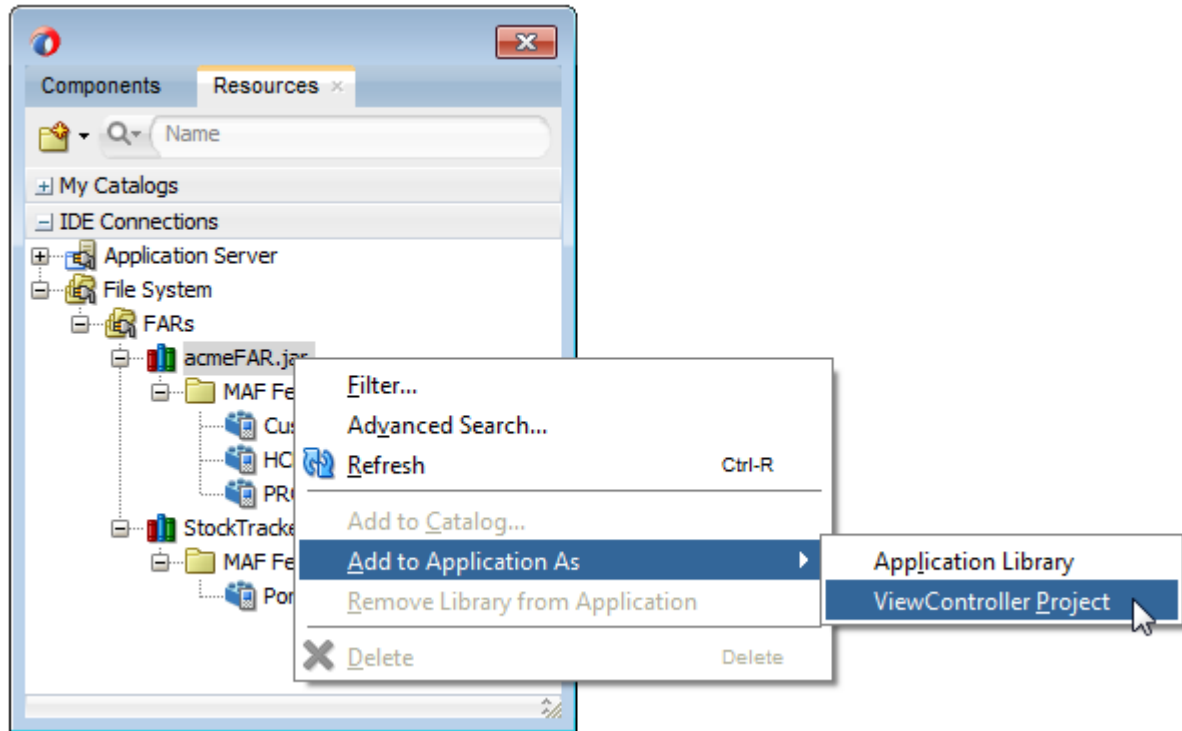 Components Resources
Name
My Catalogs
IDE Connections
Application Server
File System
FARs
acmeFAR.jar
MAF Fe
Cus
HC
PRO
StockTracke
MAF Fe
Por
Filter...
Advanced Search...
Refresh Ctrl-R
Add to Catalog...
Add to Application As
Remove Library from Application
Delete Delete
Application Library
ViewController Project